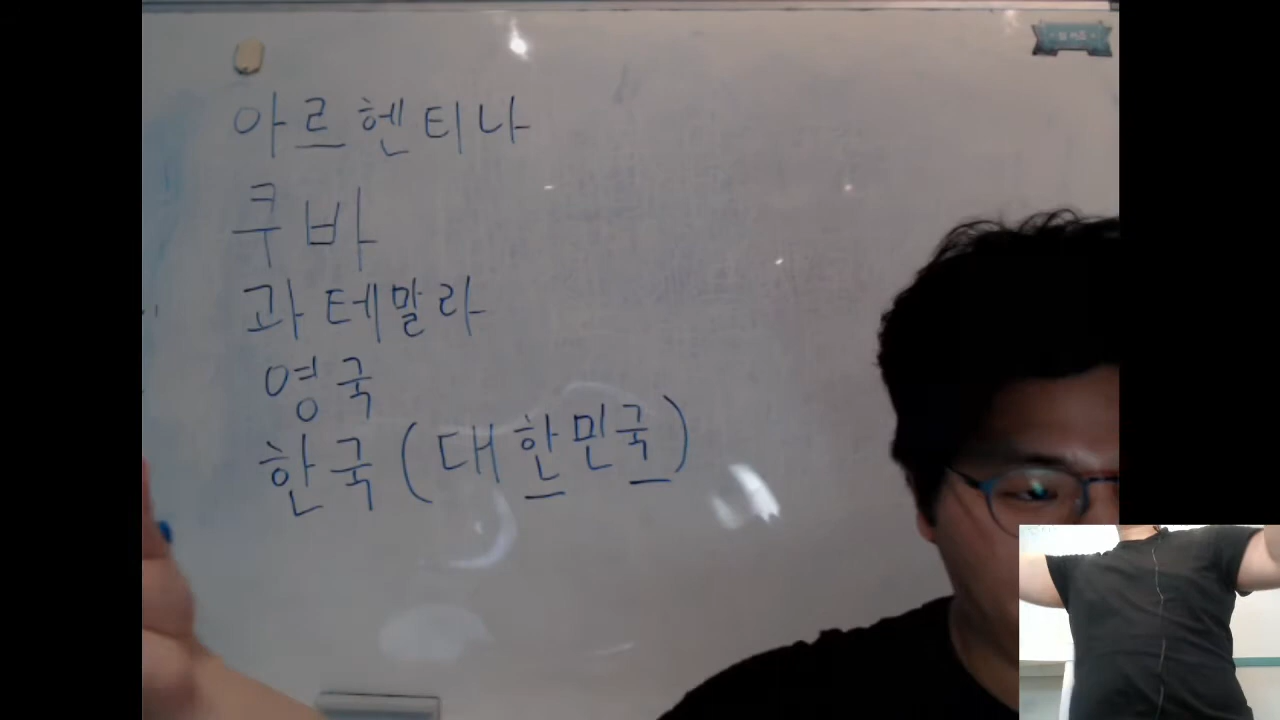 아르헨티나
쿠바
과테말라
영국
한국 (대한민국)